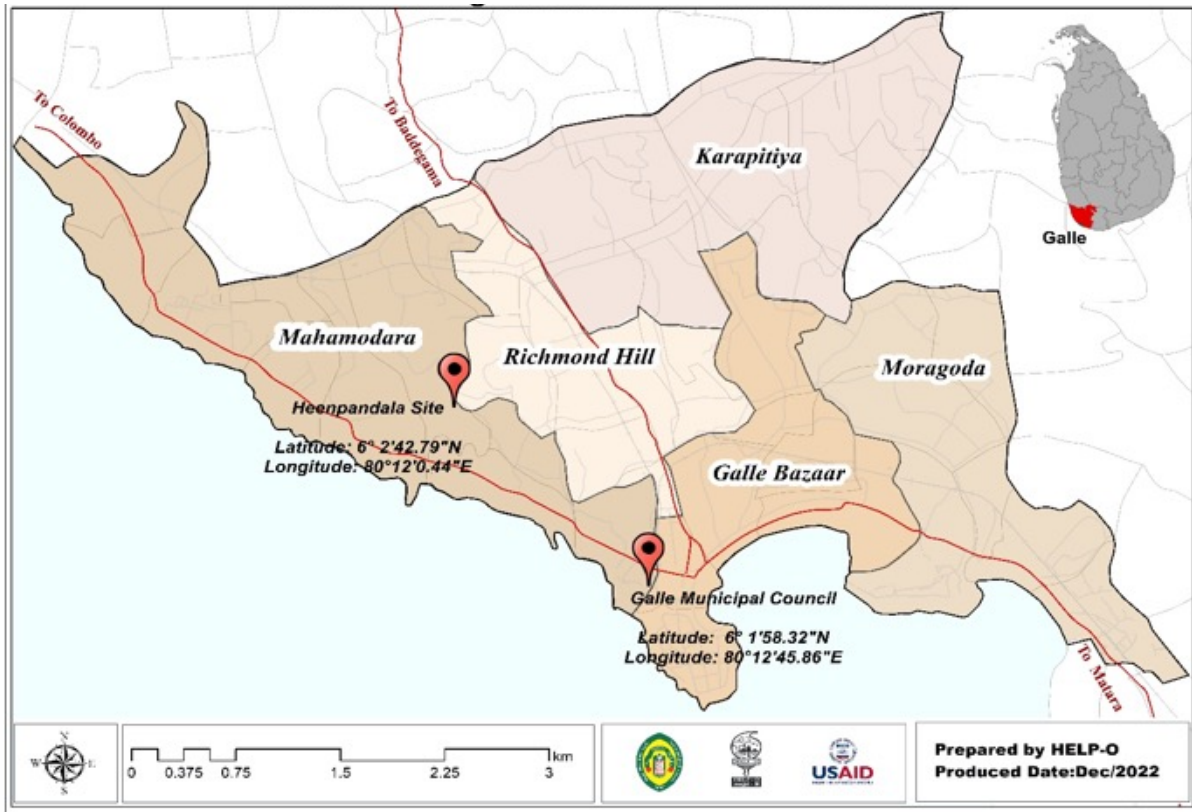 To Colombo
To Baddegama
Karapitiya
Galle
Mahamodara
Richmond Hill
Moragoda
Heenpandala Site
Latitude: 6° 2'42.79"N
Longitude: 80°12'0.44"E
Galle Bazaar
Galle Municipal Council
Latitude: 6° 1'58.32"N
Longitude: 80°12'45.86"E
To Matara
N
W E
S
0 0.375 0.75 1.5 2.25 3
km
USAID
Prepared by HELP-O
Produced Date:Dec/2022